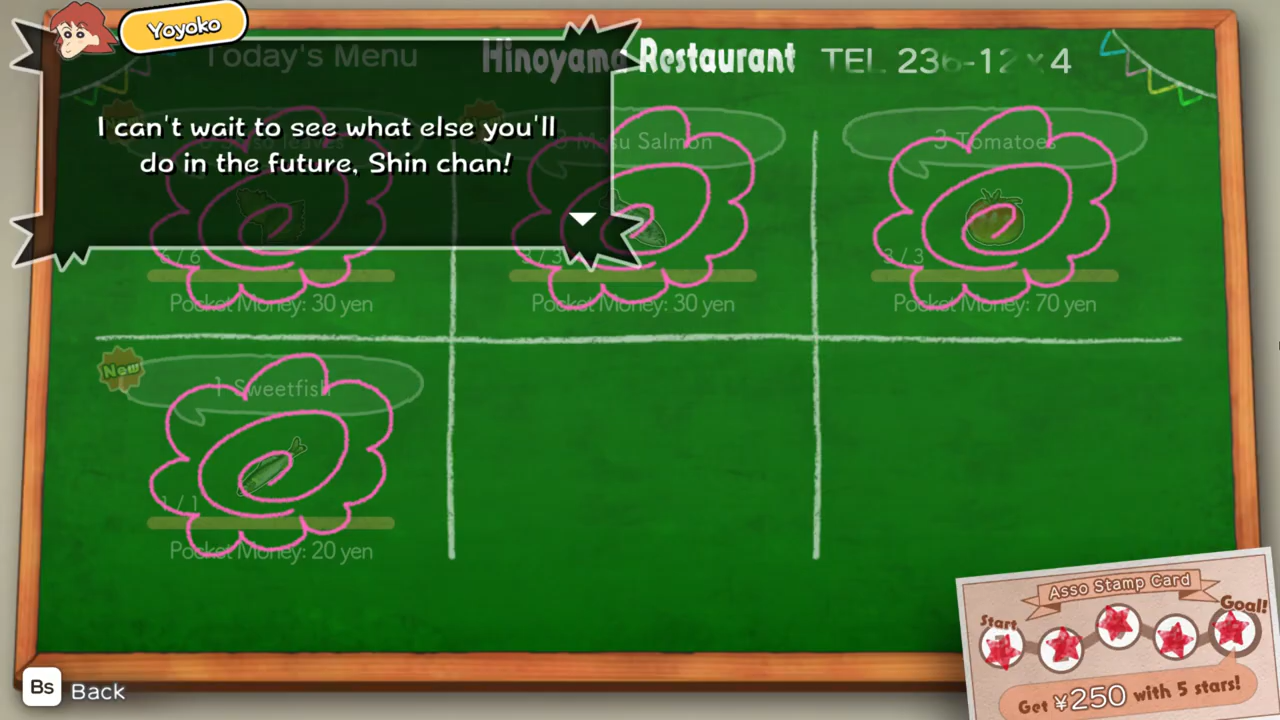 Yoyoko
Today's Menu
Hinoyama Restaurant
TEL 236-12×4
I can't wait to see what else you'll
do in the future, Shin chan!
Salmon
3 Tomatoes
6/6
3/3
3/3
Pocket Money: 30 yen
Pocket Money: 30 yen
Pocket Money: 70 yen
New
1 Sweetfish
1/1
Pocket Money: 20 yen
Asso Stamp Card
Start
Goal!
Get ¥250 with 5 stars!
Bs
Back